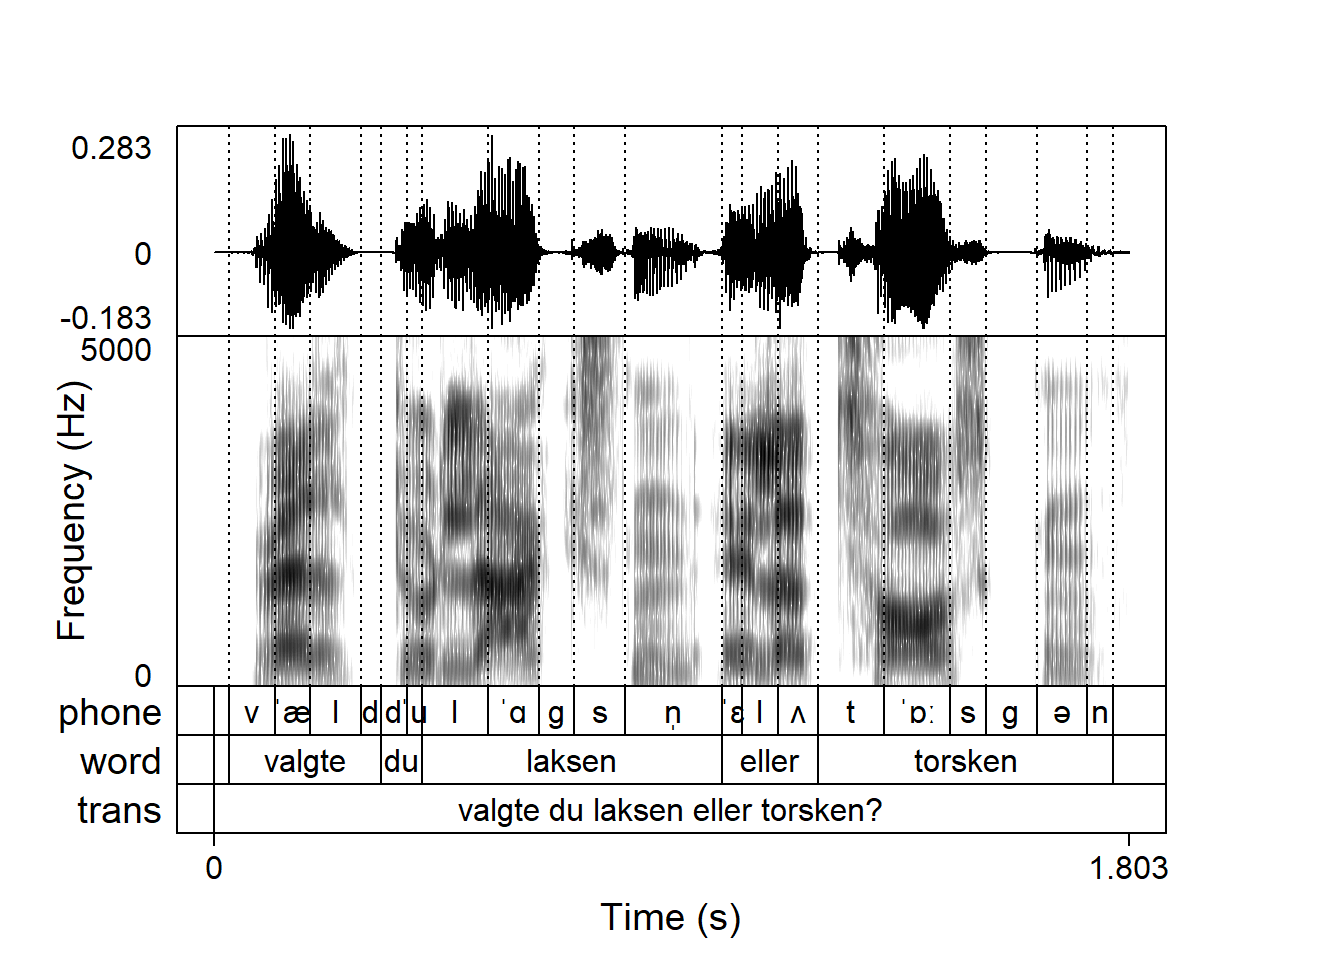 0.283
0
-0.183
5000
Frequency (Hz)
0
phone v ˈæ l d d ˈu l ˈɑ g s n̩ ˈɛ l ʌ t ˈɒː s g ə n
word valgte du laksen eller torsken
trans valgte du laksen eller torsken?
0 1.803
Time (s)